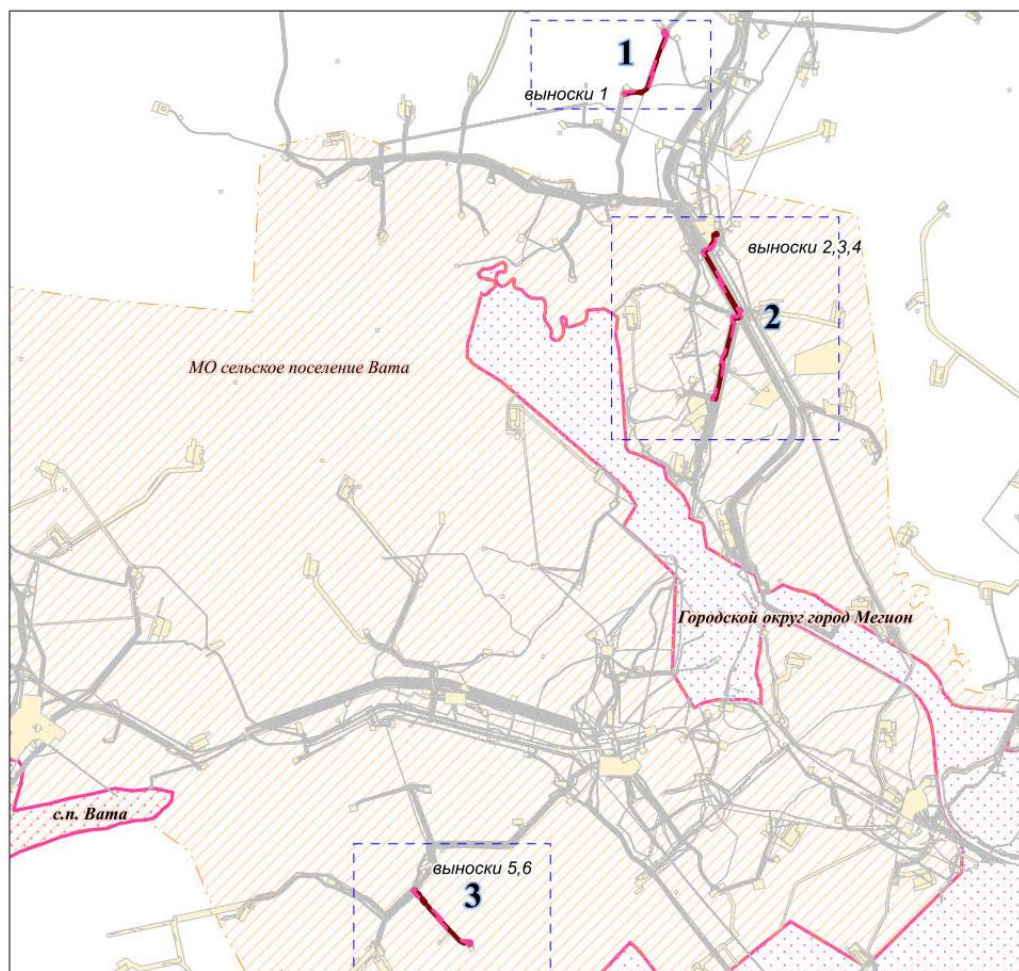 1
выноски 1
выноски 2,3,4
2
МО сельское поселение Вата
Городской округ город Мегион
с.п. Вата
выноски 5,6
3